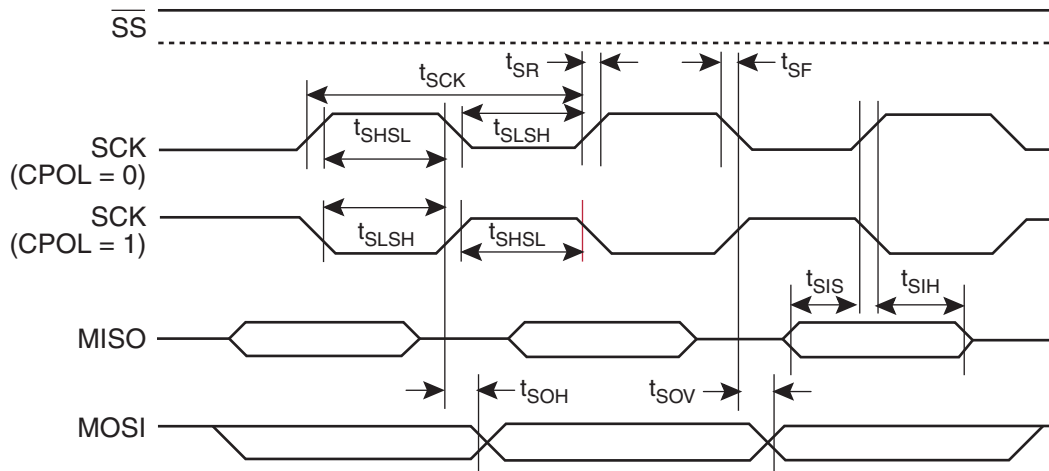 SS
tSCK
tSR
tSF
tSHSL
tSLSH
SCK
(CPOL = 0)
SCK
(CPOL = 1)
tSLSH
tSHSL
tSIS
tSIH
MISO
tSOH
tSOV
MOSI